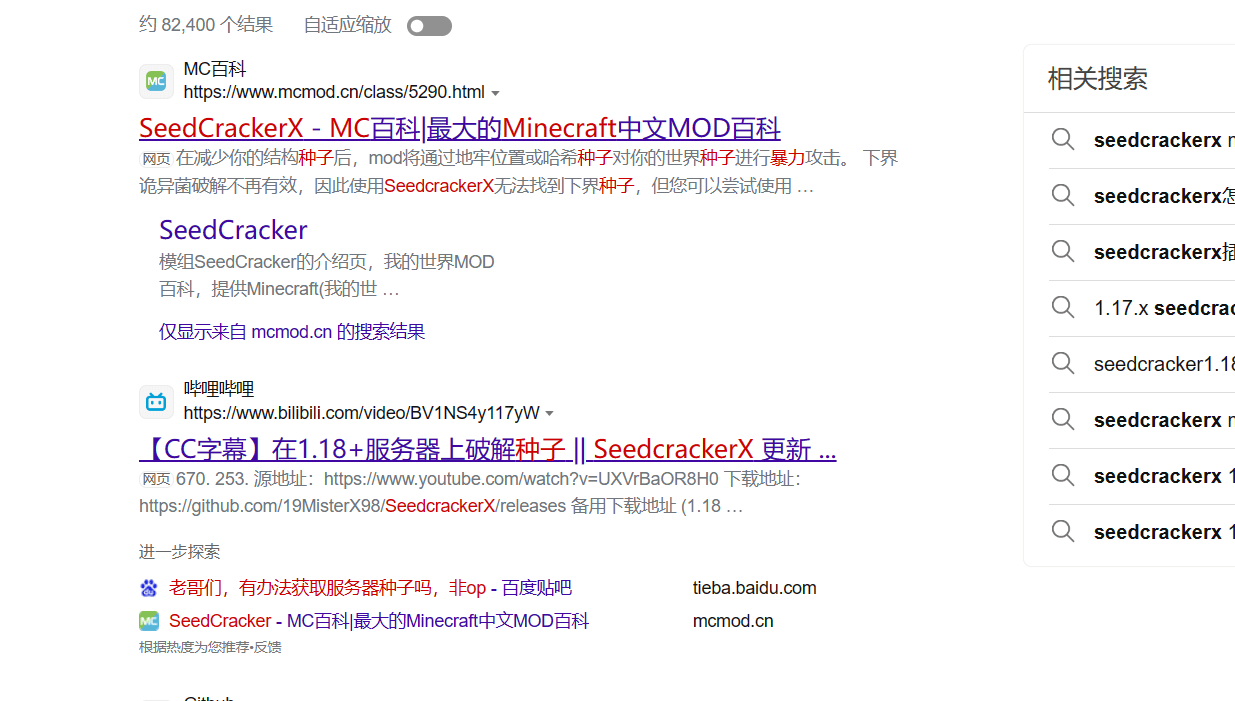 约 82,400 个结果 自适应缩放
MC百科
https://www.mcmod.cn/class/5290.html
SeedCrackerX - MC百科|最大的Minecraft中文MOD百科
网页 在减少你的结构种子后，mod将通过地牢位置或哈希种子对你的世界种子进行暴力攻击。 下界
诡异菌破解不再有效，因此使用SeedcrackerX无法找到下界种子，但您可以尝试使用 …
SeedCracker
模组SeedCracker的介绍页，我的世界MOD
百科，提供Minecraft(我的世 …
仅显示来自 mcmod.cn 的搜索结果
哔哩哔哩
https://www.bilibili.com/video/BV1NS4y117yW
【CC字幕】在1.18+服务器上破解种子 || SeedcrackerX 更新 ...
网页 670. 253. 源地址：https://www.youtube.com/watch?v=UXVrBaOR8H0 下载地址：
https://github.com/19MisterX98/SeedcrackerX/releases 备用下载地址 (1.18 …
进一步探索
老哥们，有办法获取服务器种子吗，非op - 百度贴吧 tieba.baidu.com
SeedCracker - MC百科|最大的Minecraft中文MOD百科 mcmod.cn
根据热度为您推荐•反馈
相关搜索
seedcrackerx
seedcrackerx怎
seedcrackerx插
1.17.x seedcrac
seedcracker1.18
seedcrackerx
seedcrackerx 1
seedcrackerx 1